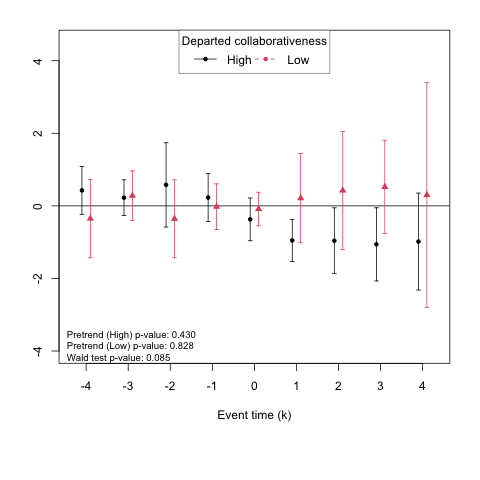 Departed collaborativeness
High Low
4
2
0
-2
-4
Pretrend (High) p-value: 0.430
Pretrend (Low) p-value: 0.828
Wald test p-value: 0.085
-4 -3 -2 -1 0 1 2 3 4
Event time (k)